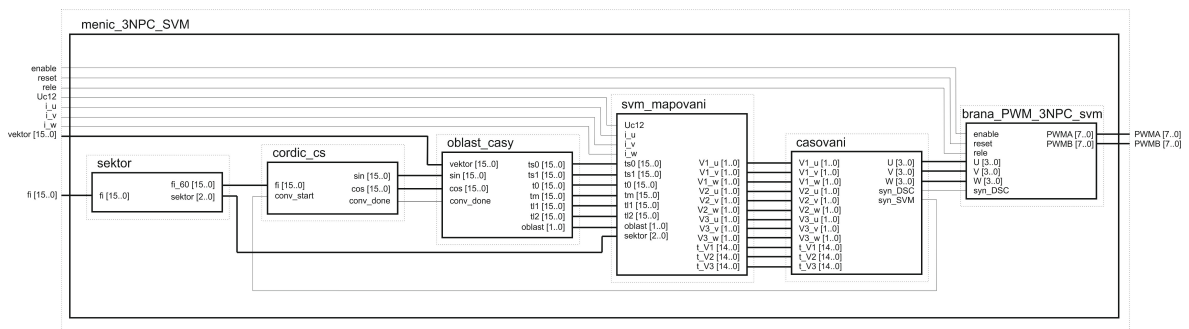 menic_3NPC_SVM
enable
reset
rele
Uc12
i_u
i_v
i_w
vektor [15..0]
fi [15..0]
sektor
fi [15..0]
fi_60 [15..0]
sektor [2..0]
cordic_cs
fi [15..0]
conv_start
sin [15..0]
cos [15..0]
conv_done
oblast_casy
vektor [15..0]
sin [15..0]
cos [15..0]
conv_done
ts0 [15..0]
ts1 [15..0]
t0 [15..0]
tm [15..0]
tl1 [15..0]
tl2 [15..0]
oblast [1..0]
svm_mapovani
Uc12
i_u
i_v
i_w
ts0 [15..0]
ts1 [15..0]
t0 [15..0]
tm [15..0]
tl1 [15..0]
tl2 [15..0]
oblast [1..0]
sektor [2..0]
V1_u [1..0]
V1_v [1..0]
V1_w [1..0]
V2_u [1..0]
V2_v [1..0]
V2_w [1..0]
V3_u [1..0]
V3_v [1..0]
V3_w [1..0]
t_V1 [14..0]
t_V2 [14..0]
t_V3 [14..0]
casovani
V1_u [1..0]
V1_v [1..0]
V1_w [1..0]
V2_u [1..0]
V2_v [1..0]
V2_w [1..0]
V3_u [1..0]
V3_v [1..0]
V3_w [1..0]
t_V1 [14..0]
t_V2 [14..0]
t_V3 [14..0]
U [3..0]
V [3..0]
W [3..0]
syn_DSC
syn_SVM
brana_PWM_3NPC_svm
enable
reset
rele
U [3..0]
V [3..0]
W [3..0]
syn_DSC
PWMA [7..0]
PWMB [7..0]
PWMA [7..0]
PWMB [7..0]